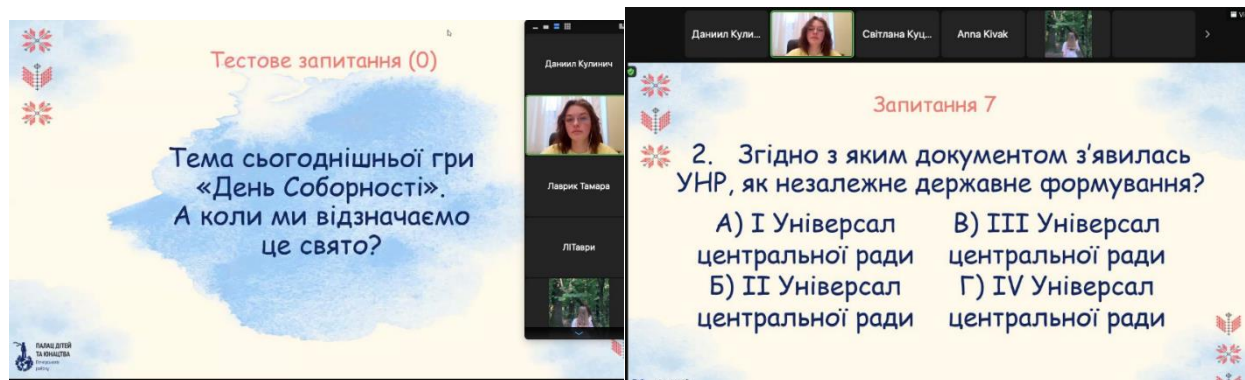 Тестове запитання (0)
Тема сьогоднішньої гри
«День Соборності».
А коли ми відзначаємо
це свято?
ПАЛАЦ ДІТЕЙ
ТА ЮНАЦТВА
Даниил Кулинич
Лаврик Тамара
ЛІТаври
Даниил Кули...
Світлана Куц...
Anna Kivak
Запитання 7
2. Згідно з яким документом з’явилась
УНР, як незалежне державне формування?
А) І Універсал
центральної ради
В) ІІІ Універсал
центральної ради
Б) ІІ Універсал
центральної ради
Г) IV Універсал
центральної ради